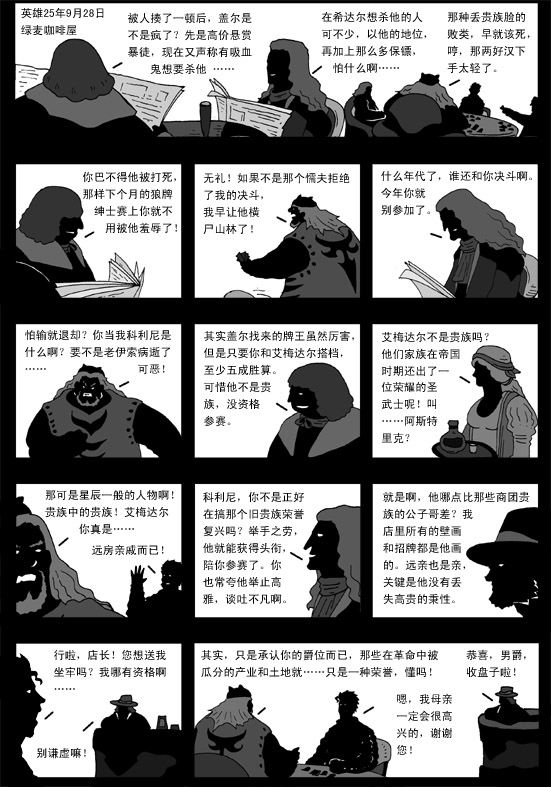 英雄25年9月28日
绿麦咖啡屋
被人揍了一顿后，盖尔是
不是疯了？先是高价悬赏
暴徒，现在又声称有吸血
鬼想要杀他 ……
在希达尔想杀他的人
可不少，以他的地位，
再加上那么多保镖，
怕什么啊……
那种丢贵族脸的
败类，早就该死，
哼，那两好汉下
手太轻了。
你巴不得他被打死，
那样下个月的狼牌
绅士赛上你就不
用被他羞辱了！
无礼！如果不是那个懦夫拒绝
了我的决斗，
我早让他横
尸山林了！
什么年代了，谁还和你决斗啊。
今年你就
别参加了。
怕输就退却？你当我科利尼是
什么啊？要不是老伊索病逝了
……
可恶！
其实盖尔找来的牌王虽然厉害，
但是只要你和艾梅达尔搭档，
至少五成胜算。
可惜他不是贵
族，没资格
参赛。
艾梅达尔不是贵族吗？
他们家族在帝国
时期还出了一
位荣耀的圣
武士呢！叫
……阿斯特
里克？
那可是星辰一般的人物啊！
贵族中的贵族！艾梅达尔
你真是……
远房亲戚而已！
科利尼，你不是正好
在搞那个旧贵族荣誉
复兴吗？举手之劳，
他就能获得头衔，
陪你参赛了。你
也常夸他举止高
雅，谈吐不凡啊。
就是啊，他哪点比那些商团贵
族的公子哥差？我
店里所有的壁画
和招牌都是他画
的。远亲也是亲，
关键是他没有丢
失高贵的秉性。
行啦，店长！您想送我
坐牢吗？我哪有资格啊
……
别谦虚嘛！
其实，只是承认你的爵位而已，那些在革命中被
瓜分的产业和土地就……只是一种荣誉，懂吗！
嗯，我母亲
一定会很高
兴的，谢谢
您！
恭喜，男爵，
收盘子啦！